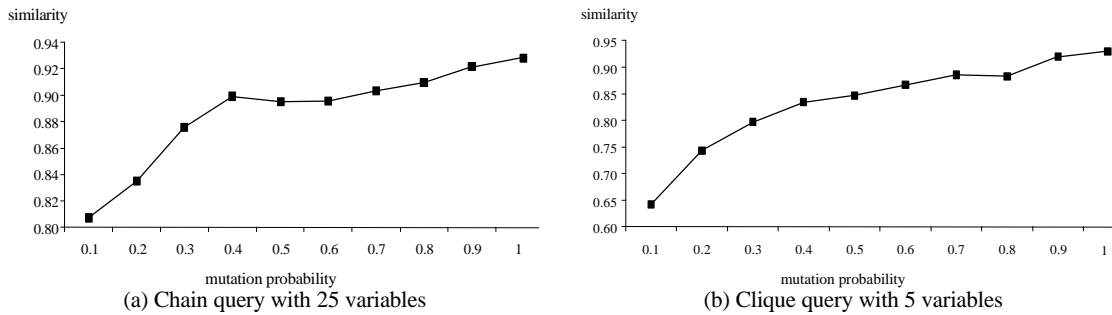 similarity
0.94
0.92
0.90
0.88
0.86
0.84
0.82
0.80
0.1 0.2 0.3 0.4 0.5 0.6 0.7 0.8 0.9 1
mutation probability
(a) Chain query with 25 variables
similarity
0.95
0.90
0.85
0.80
0.75
0.70
0.65
0.60
0.1 0.2 0.3 0.4 0.5 0.6 0.7 0.8 0.9 1
mutation probability
(b) Clique query with 5 variables